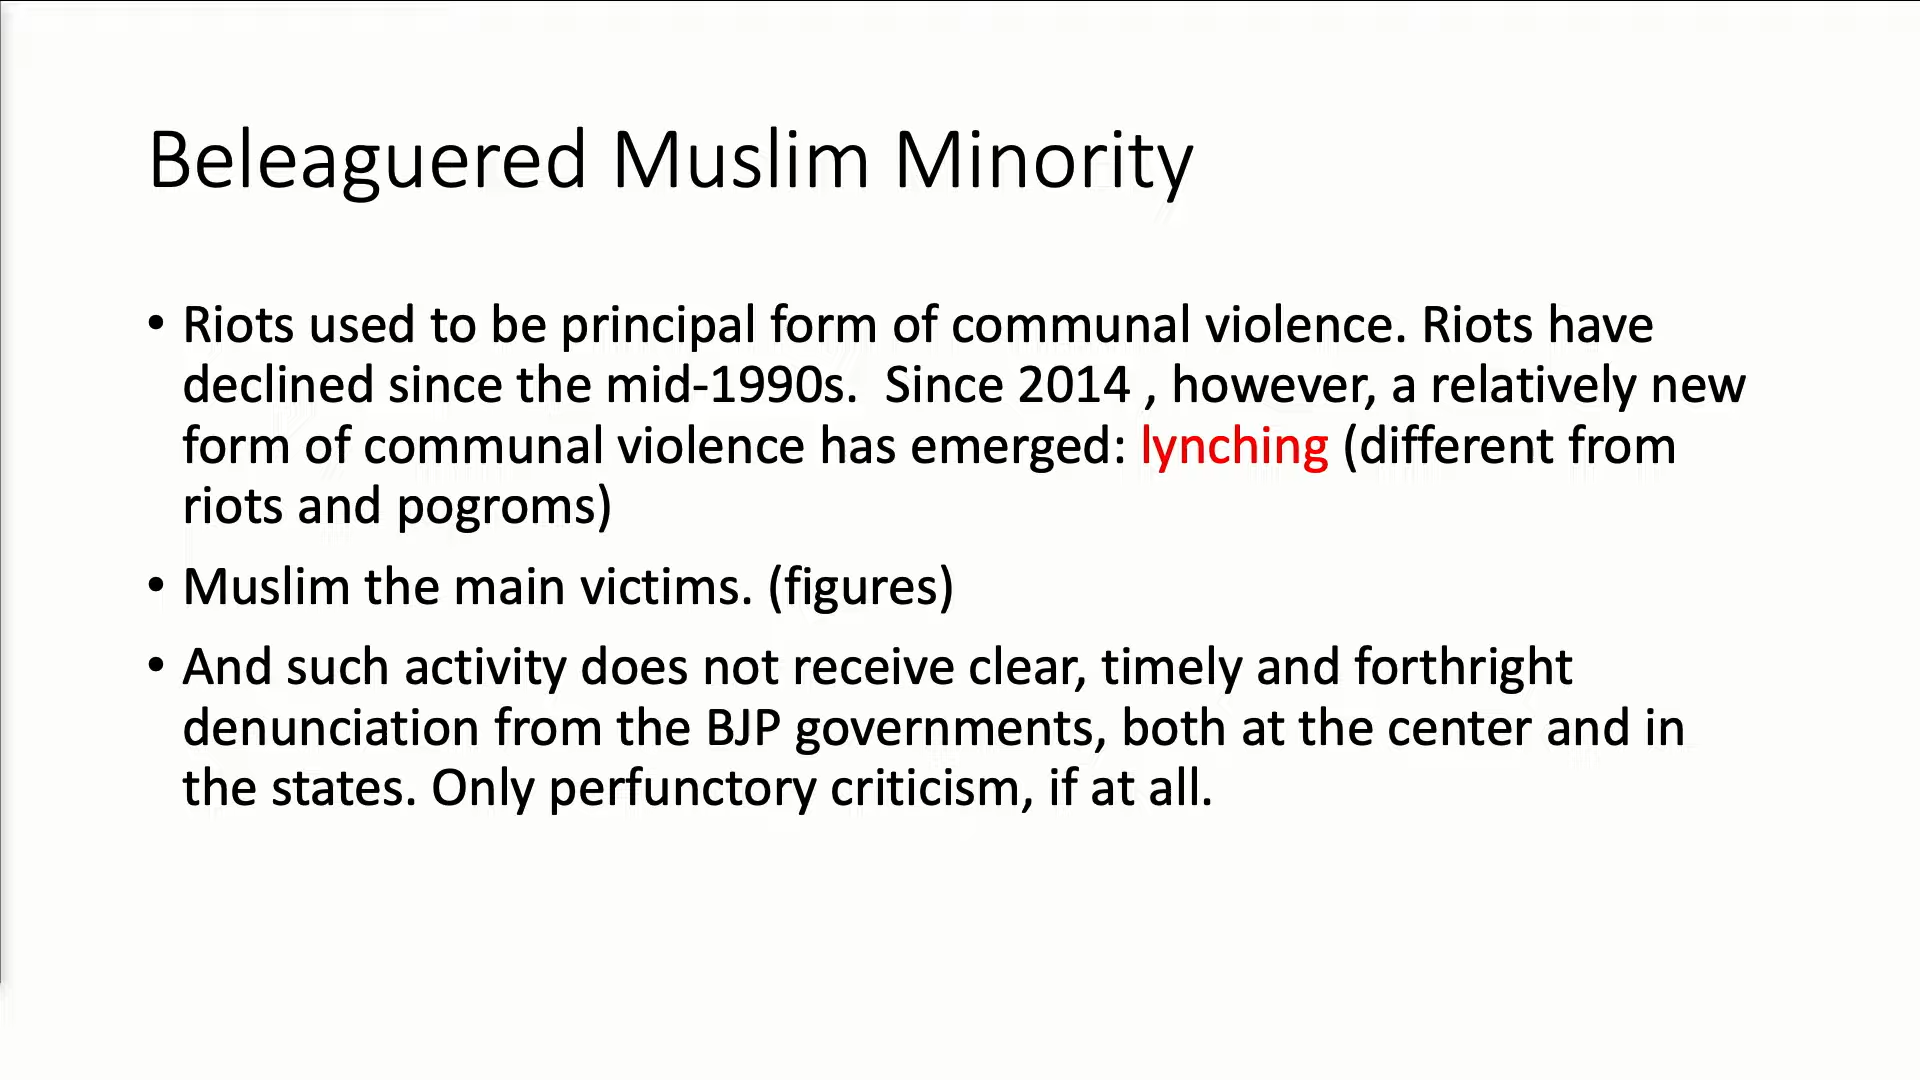 Beleaguered Muslim Minority
• Riots used to be principal form of communal violence. Riots have
declined since the mid-1990s.  Since 2014 , however, a relatively new
form of communal violence has emerged: lynching (different from
riots and pogroms)
• Muslim the main victims. (figures)
• And such activity does not receive clear, timely and forthright
denunciation from the BJP governments, both at the center and in
the states. Only perfunctory criticism, if at all.